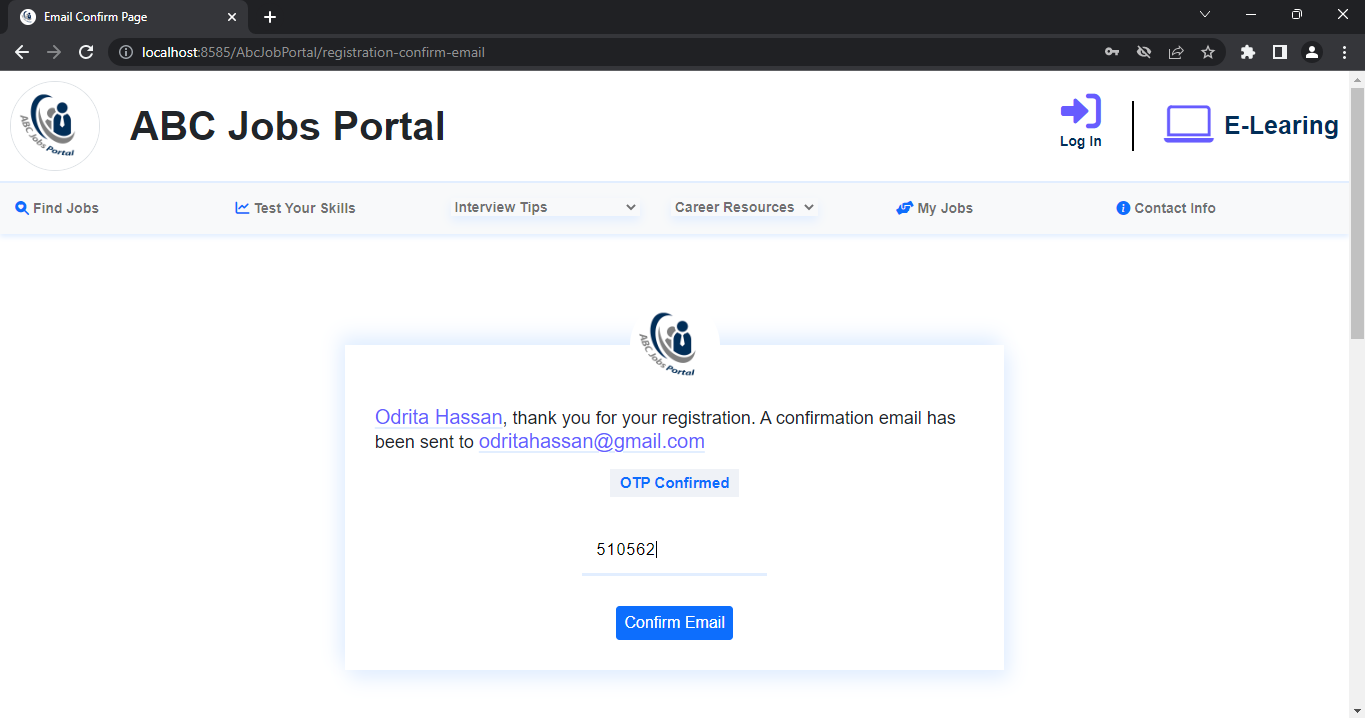 Email Confirm Page
localhost:8585/AbcJobPortal/registration-confirm-email
ABC Jobs Portal
ABC Jobs Portal
Log In
E-Learing
Find Jobs
Test Your Skills
Interview Tips
Career Resources
My Jobs
Contact Info
ABC Jobs Portal
Odrita Hassan, thank you for your registration. A confirmation email has
been sent to odritahassan@gmail.com
OTP Confirmed
510562
Confirm Email